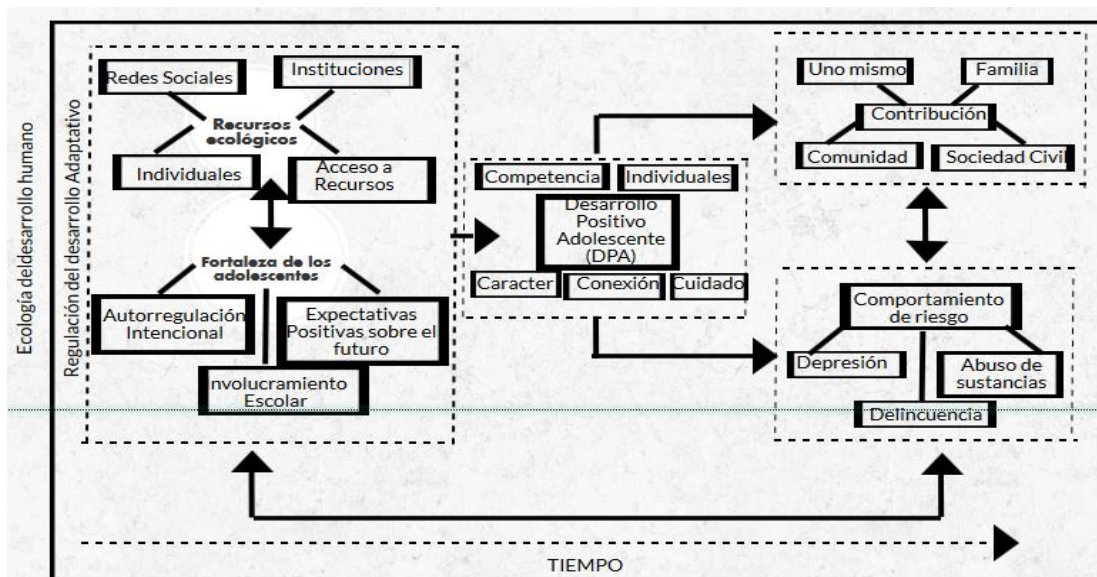 Ecología deldesarrollo humano
Regulación del desarrollo Adaptativo
Redes Sociales
Instituciones
Recursos
ecológicos
Individuales
Acceso a
Recursos
Fortaleza de los
adolescentes
Autorregulación
Intencional
Expectativas
Positivas sobre el
futuro
nvolucramiento
Escolar
Competencia
Individuales
Desarrollo
Positivo
Adolescente
(DPA)
Caracter
Conexión
Cuidado
Uno mismo
Familia
Contribución
Comunidad
Sociedad Civil
Comportamiento
de riesgo
Depresión
Abuso de
sustancias
Delincuencia
TIEMPO